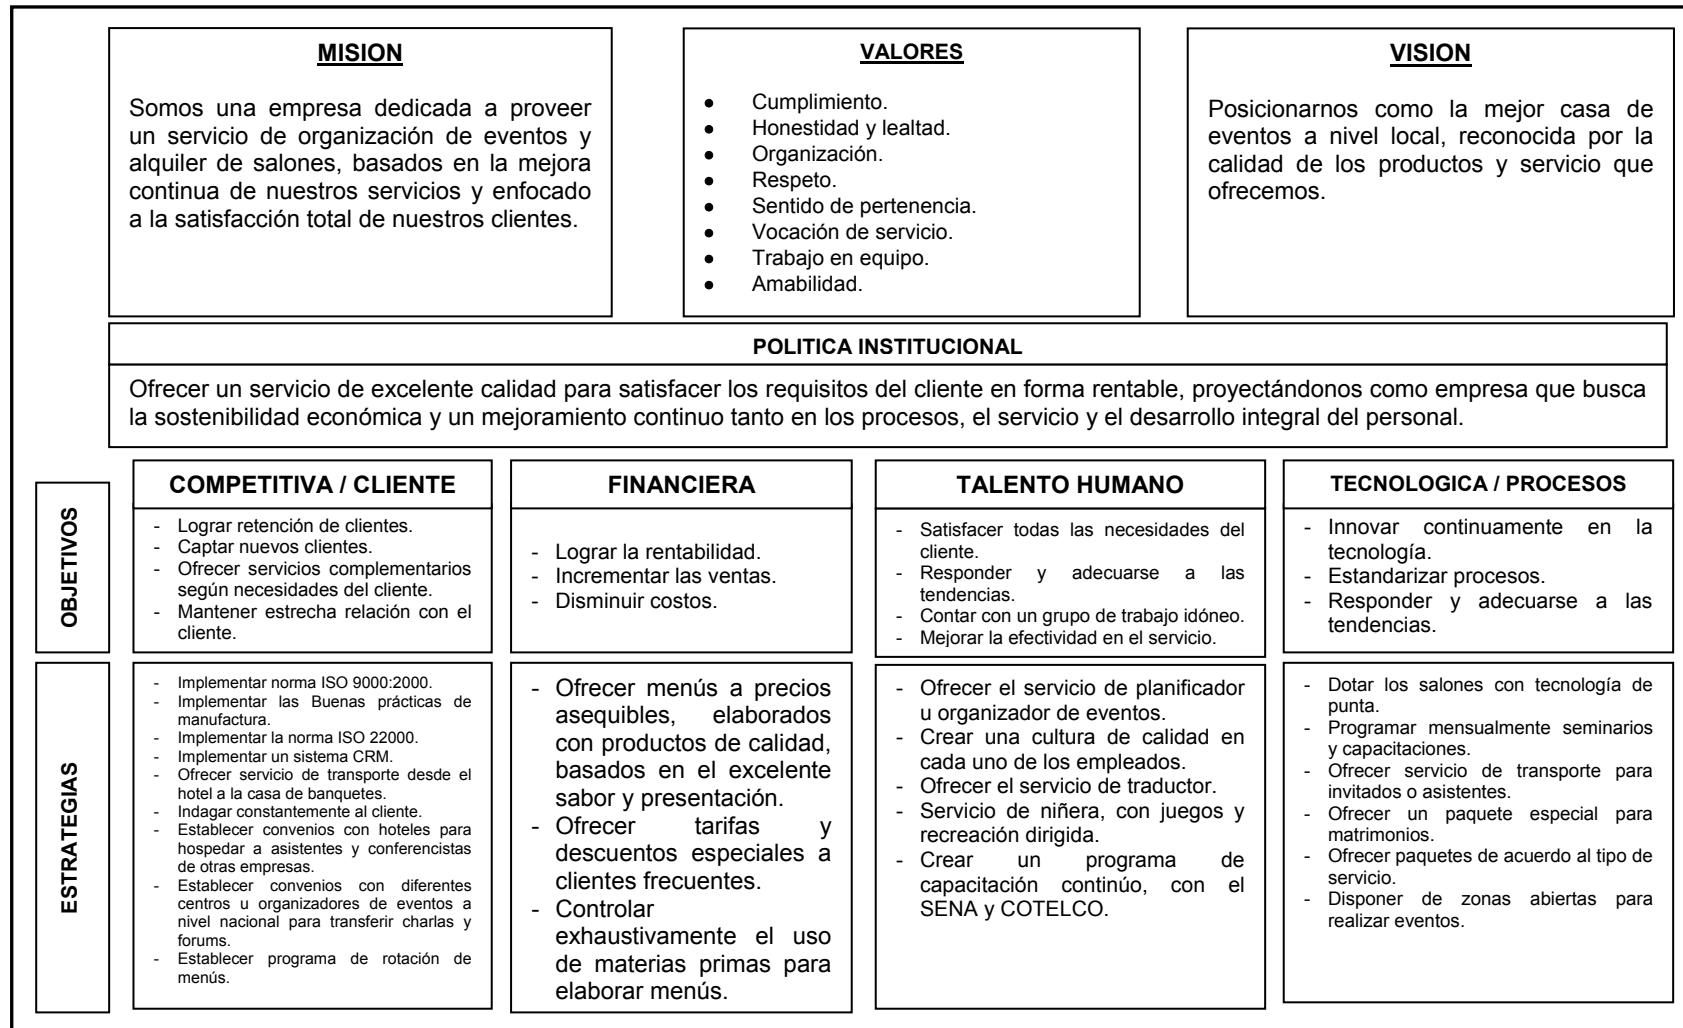 MISION
Somos una empresa dedicada a proveer
un servicio de organización de eventos y
alquiler de salones, basados en la mejora
continua de nuestros servicios y enfocado
a la satisfacción total de nuestros clientes.
VALORES
● Cumplimiento.
● Honestidad y lealtad.
● Organización.
● Respeto.
● Sentido de pertenencia.
● Vocación de servicio.
● Trabajo en equipo.
● Amabilidad.
VISION
Posicionarnos como la mejor casa de
eventos a nivel local, reconocida por la
calidad de los productos y servicio que
ofrecemos.
POLITICA INSTITUCIONAL
Ofrecer un servicio de excelente calidad para satisfacer los requisitos del cliente en forma rentable, proyectándonos como empresa que busca
la sostenibilidad económica y un mejoramiento continuo tanto en los procesos, el servicio y el desarrollo integral del personal.
OBJETIVOS
COMPETITIVA / CLIENTE
- Lograr retención de clientes.
- Captar nuevos clientes.
- Ofrecer servicios complementarios
según necesidades del cliente.
- Mantener estrecha relación con el
cliente.
FINANCIERA
- Lograr la rentabilidad.
- Incrementar las ventas.
- Disminuir costos.
TALENTO HUMANO
- Satisfacer todas las necesidades del
cliente.
- Responder y adecuarse a las
tendencias.
- Contar con un grupo de trabajo idóneo.
- Mejorar la efectividad en el servicio.
TECNOLOGICA / PROCESOS
- Innovar continuamente en la
tecnología.
- Estandarizar procesos.
- Responder y adecuarse a las
tendencias.
ESTRATEGIAS
- Implementar norma ISO 9000:2000.
- Implementar las Buenas prácticas de
manufactura.
- Implementar la norma ISO 22000.
- Implementar un sistema CRM.
- Ofrecer servicio de transporte desde el
hotel a la casa de banquetes.
- Indagar constantemente al cliente.
- Establecer convenios con hoteles para
hospedar a asistentes y conferencistas
de otras empresas.
- Establecer convenios con diferentes
centros u organizadores de eventos a
nivel nacional para transferir charlas y
forums.
- Establecer programa de rotación de
menús.
- Ofrecer menús a precios
asequibles, elaborados
con productos de calidad,
basados en el excelente
sabor y presentación.
- Ofrecer tarifas y
descuentos especiales a
clientes frecuentes.
- Controlar
exhaustivamente el uso
de materias primas para
elaborar menús.
- Ofrecer el servicio de planificador
u organizador de eventos.
- Crear una cultura de calidad en
cada uno de los empleados.
- Ofrecer el servicio de traductor.
- Servicio de niñera, con juegos y
recreación dirigida.
- Crear un programa de
capacitación continúo, con el
SENA y COTELCO.
- Dotar los salones con tecnología de
punta.
- Programar mensualmente seminarios
y capacitaciones.
- Ofrecer servicio de transporte para
invitados o asistentes.
- Ofrecer un paquete especial para
matrimonios.
- Ofrecer paquetes de acuerdo al tipo de
servicio.
- Disponer de zonas abiertas para
realizar eventos.